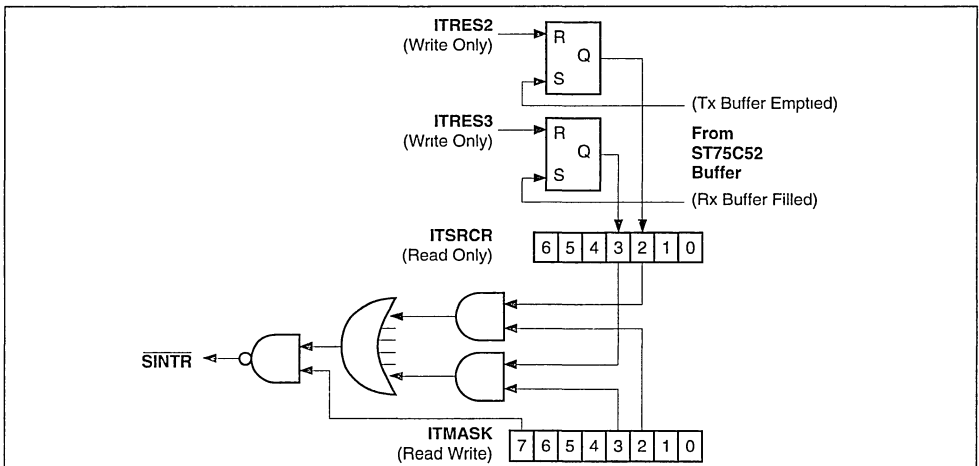 ITRES2
(Write Only)
R
Q
S
(Tx Buffer Emptied)
ITRES3
(Write Only)
R
Q
S
From
ST75C52
Buffer
(Rx Buffer Filled)
ITSRCR
(Read Only)
6 5 4 3 2 1 0
SINTR
ITMASK
(Read Write)
7 6 5 4 3 2 1 0